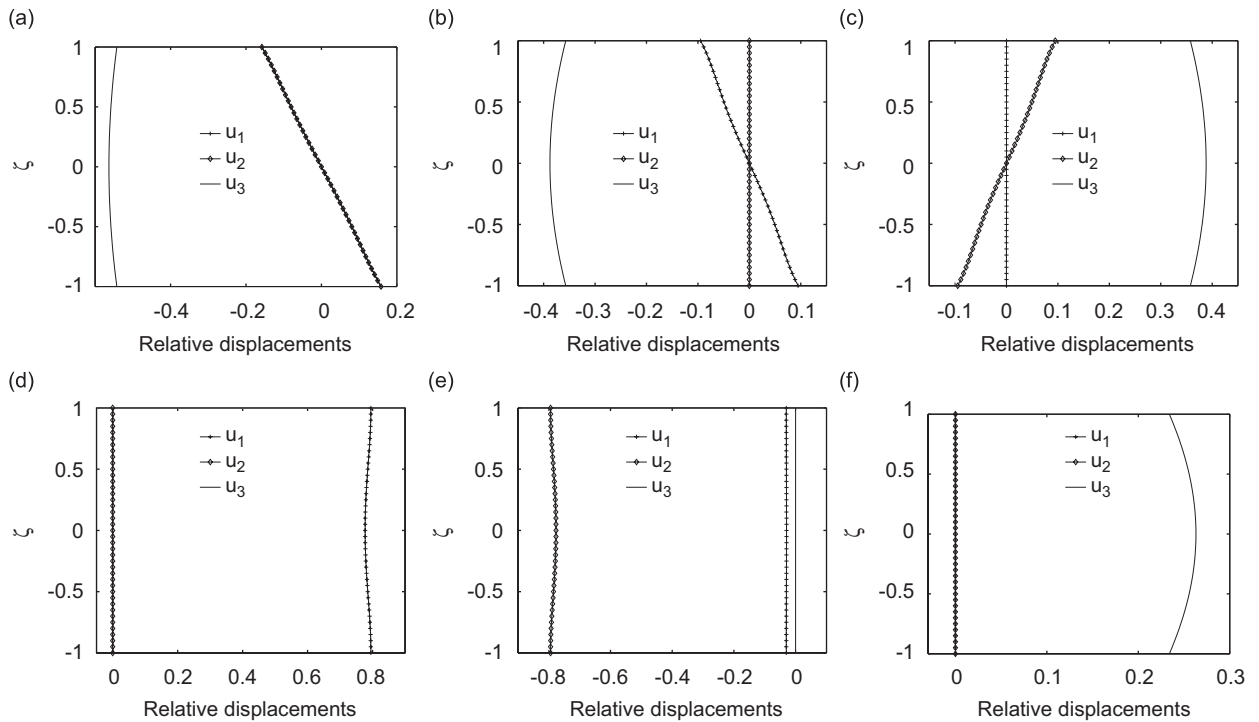 (a)
1
0.5
0
-0.5
-1
ζ
u1
u2
u3
-0.4
-0.2
0
0.2
Relative displacements
(b)
1
0.5
0
-0.5
-1
ζ
u1
u2
u3
-0.4
-0.3
-0.2
-0.1
0
0.1
Relative displacements
(c)
1
0.5
0
-0.5
-1
ζ
u1
u2
u3
-0.1
0
0.1
0.2
0.3
0.4
Relative displacements
(d)
1
0.5
0
-0.5
-1
ζ
u1
u2
u3
0
0.2
0.4
0.6
0.8
Relative displacements
(e)
1
0.5
0
-0.5
-1
ζ
u1
u2
u3
-0.8
-0.6
-0.4
-0.2
0
Relative displacements
(f)
1
0.5
0
-0.5
-1
ζ
u1
u2
u3
0
0.1
0.2
0.3
Relative displacements